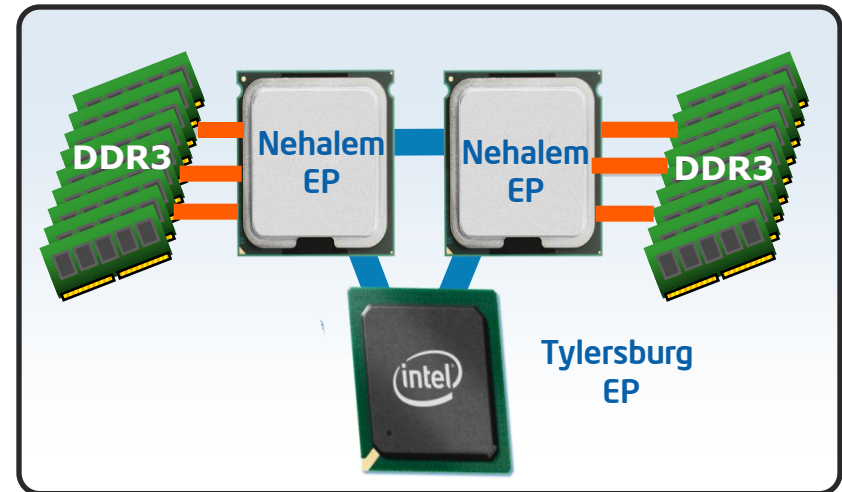 DDR3
Nehalem
EP
Nehalem
EP
DDR3
intel
Tylersburg
EP